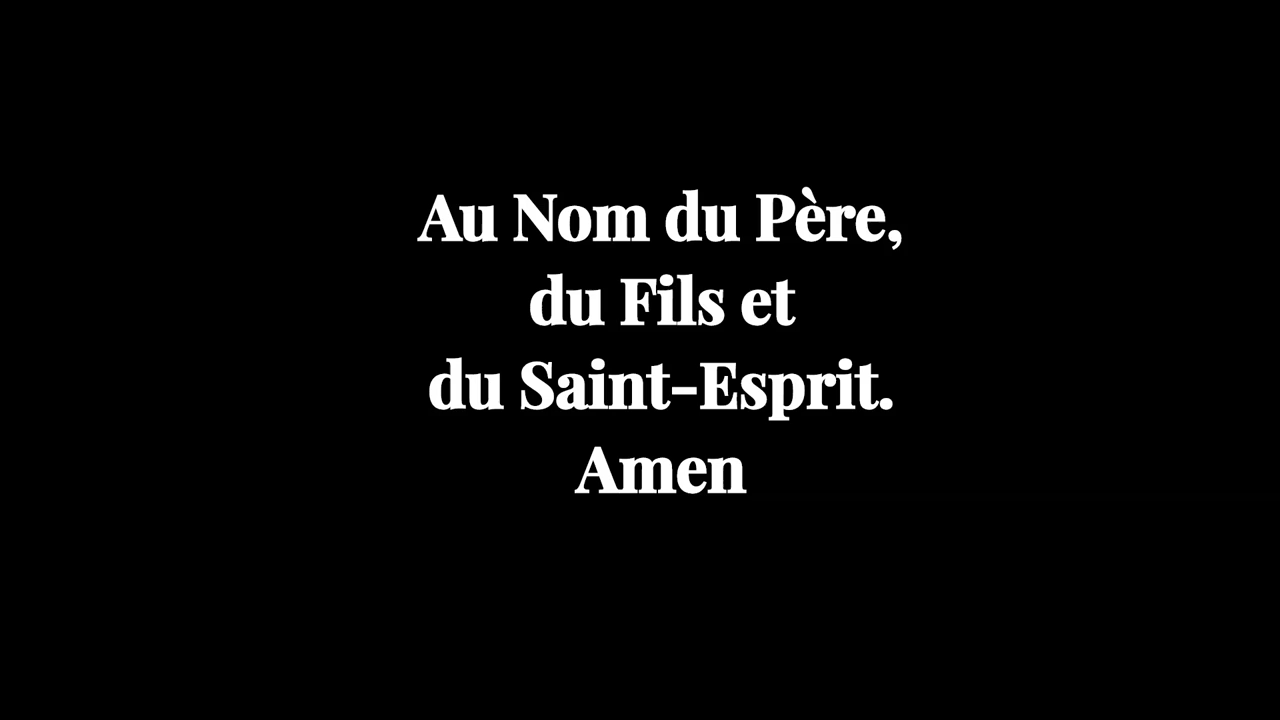 Au Nom du Père,
du Fils et
du Saint-Esprit.
Amen